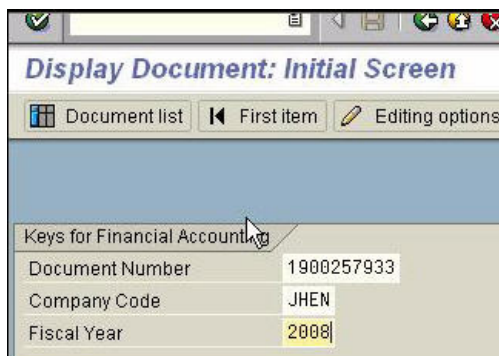 Display Document: Initial Screen
Document list First item Editing options
Keys for Financial Accounting
Document Number 1900257933
Company Code JHEN
Fiscal Year 2008